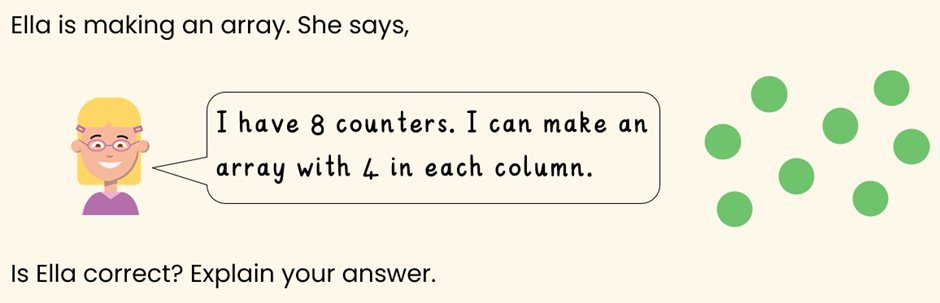 Ella is making an array. She says,
I have 8 counters. I can make an
array with 4 in each column.
Is Ella correct? Explain your answer.